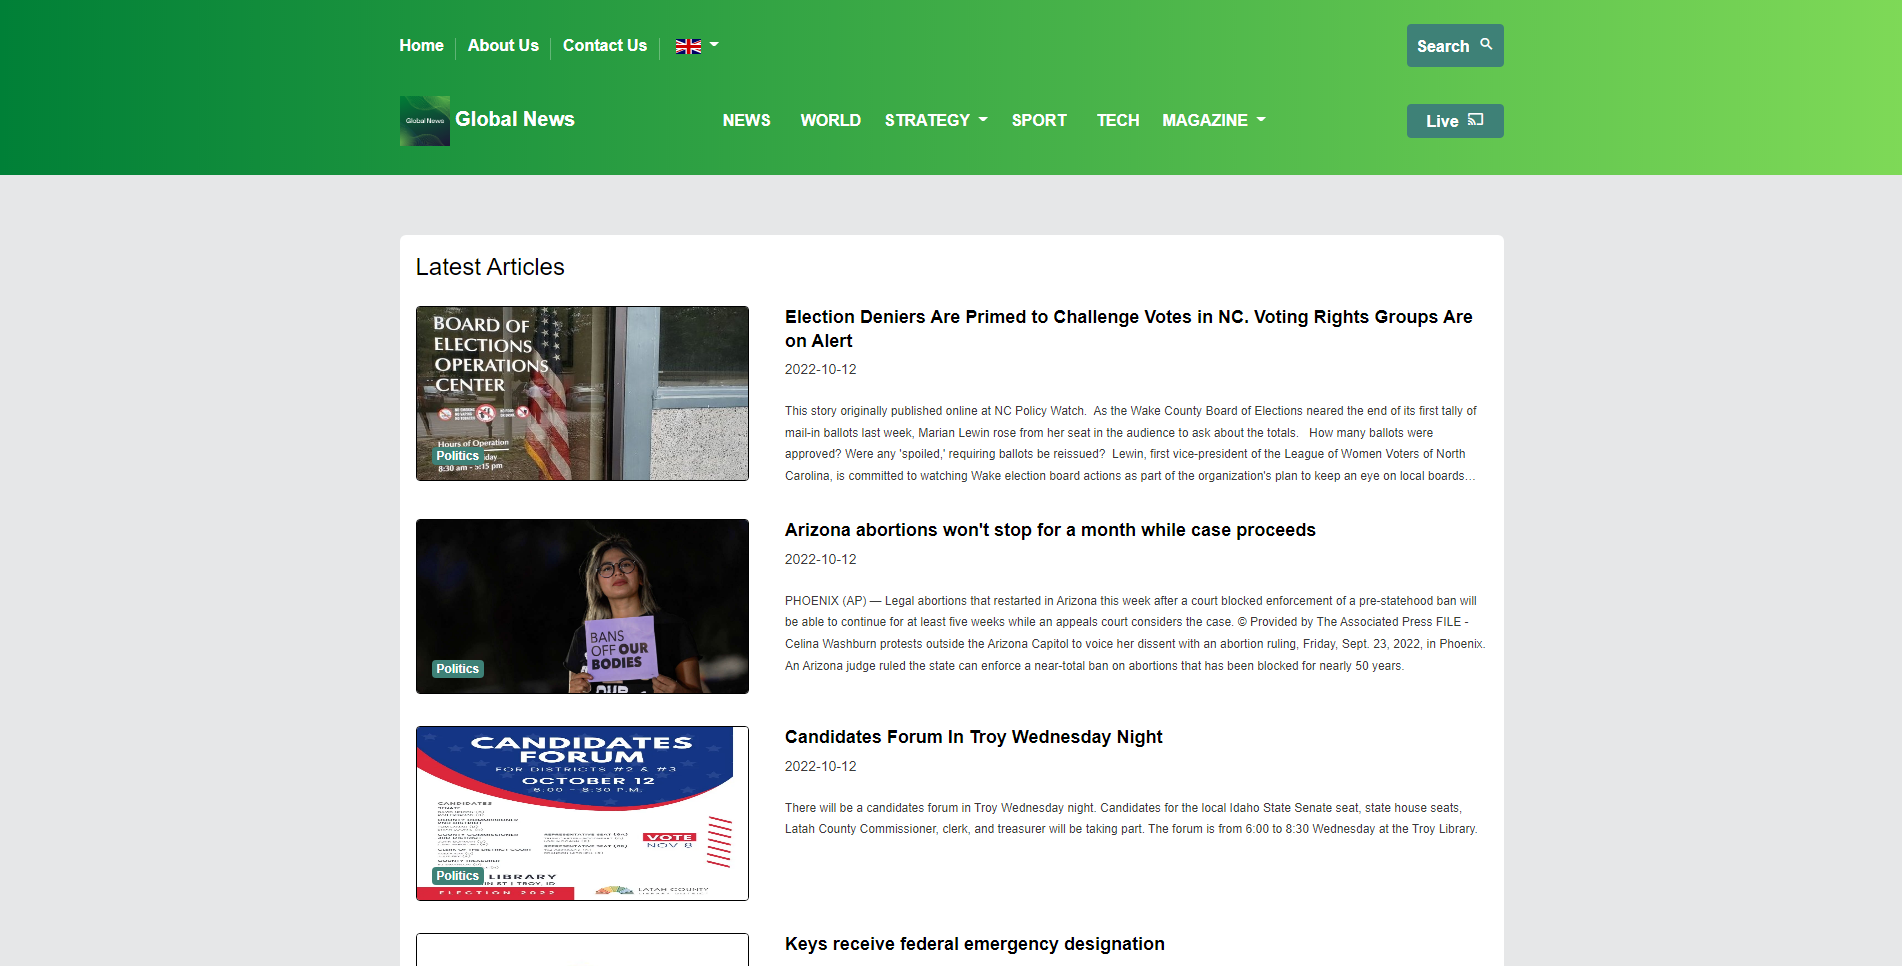 Home
About Us
Contact Us
Search
Global News
Global News
NEWS
WORLD
STRATEGY
SPORT
TECH
MAGAZINE
Live
Latest Articles
BOARD OF
ELECTIONS
OPERATIONS
CENTER
Hours of Operation
8:30 am - 5:15 pm
Politics
Election Deniers Are Primed to Challenge Votes in NC. Voting Rights Groups Are
on Alert
2022-10-12
This story originally published online at NC Policy Watch.  As the Wake County Board of Elections neared the end of its first tally of
mail-in ballots last week, Marian Lewin rose from her seat in the audience to ask about the totals.   How many ballots were
approved? Were any 'spoiled,' requiring ballots be reissued?  Lewin, first vice-president of the League of Women Voters of North
Carolina, is committed to watching Wake election board actions as part of the organization's plan to keep an eye on local boards…
BANS
OFF OUR
BODIES
OUR
Politics
Arizona abortions won't stop for a month while case proceeds
2022-10-12
PHOENIX (AP) — Legal abortions that restarted in Arizona this week after a court blocked enforcement of a pre-statehood ban will
be able to continue for at least five weeks while an appeals court considers the case. © Provided by The Associated Press FILE -
Celina Washburn protests outside the Arizona Capitol to voice her dissent with an abortion ruling, Friday, Sept. 23, 2022, in Phoenix.
An Arizona judge ruled the state can enforce a near-total ban on abortions that has been blocked for nearly 50 years.
CANDIDATES
FORUM
FOR DISTRICTS #2 & #3
OCTOBER 12
6:00 - 8:30 P.M.
CANDIDATES
VOTE
NOV 8
LIBRARY
ELECTION 2022
LATAH COUNTY
Politics
Candidates Forum In Troy Wednesday Night
2022-10-12
There will be a candidates forum in Troy Wednesday night. Candidates for the local Idaho State Senate seat, state house seats,
Latah County Commissioner, clerk, and treasurer will be taking part. The forum is from 6:00 to 8:30 Wednesday at the Troy Library.
Keys receive federal emergency designation